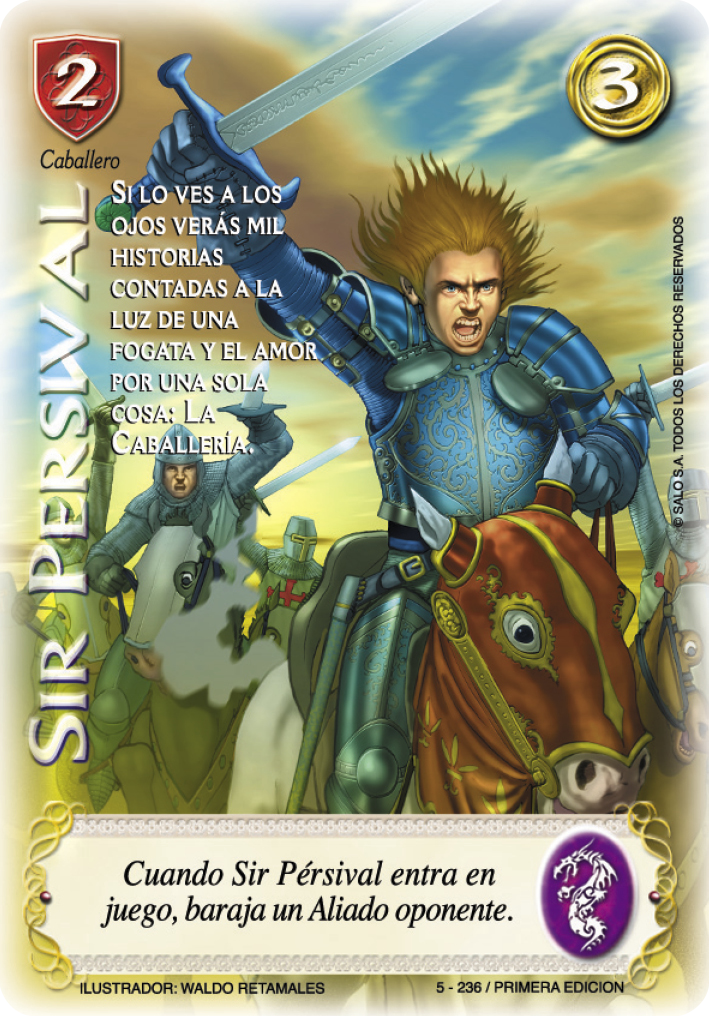 2
3
Caballero
SIR PERSIVAL
SI LO VES A LOS
OJOS VERÁS MIL
HISTORIAS
CONTADAS A LA
LUZ DE UNA
FOGATA Y EL AMOR
POR UNA SOLA
COSA: LA
CABALLERÍA.
© SALO S.A. TODOS LOS DERECHOS RESERVADOS
Cuando Sir Pérsival entra en
juego, baraja un Aliado oponente.
ILUSTRADOR: WALDO RETAMALES
5 - 236 / PRIMERA EDICION